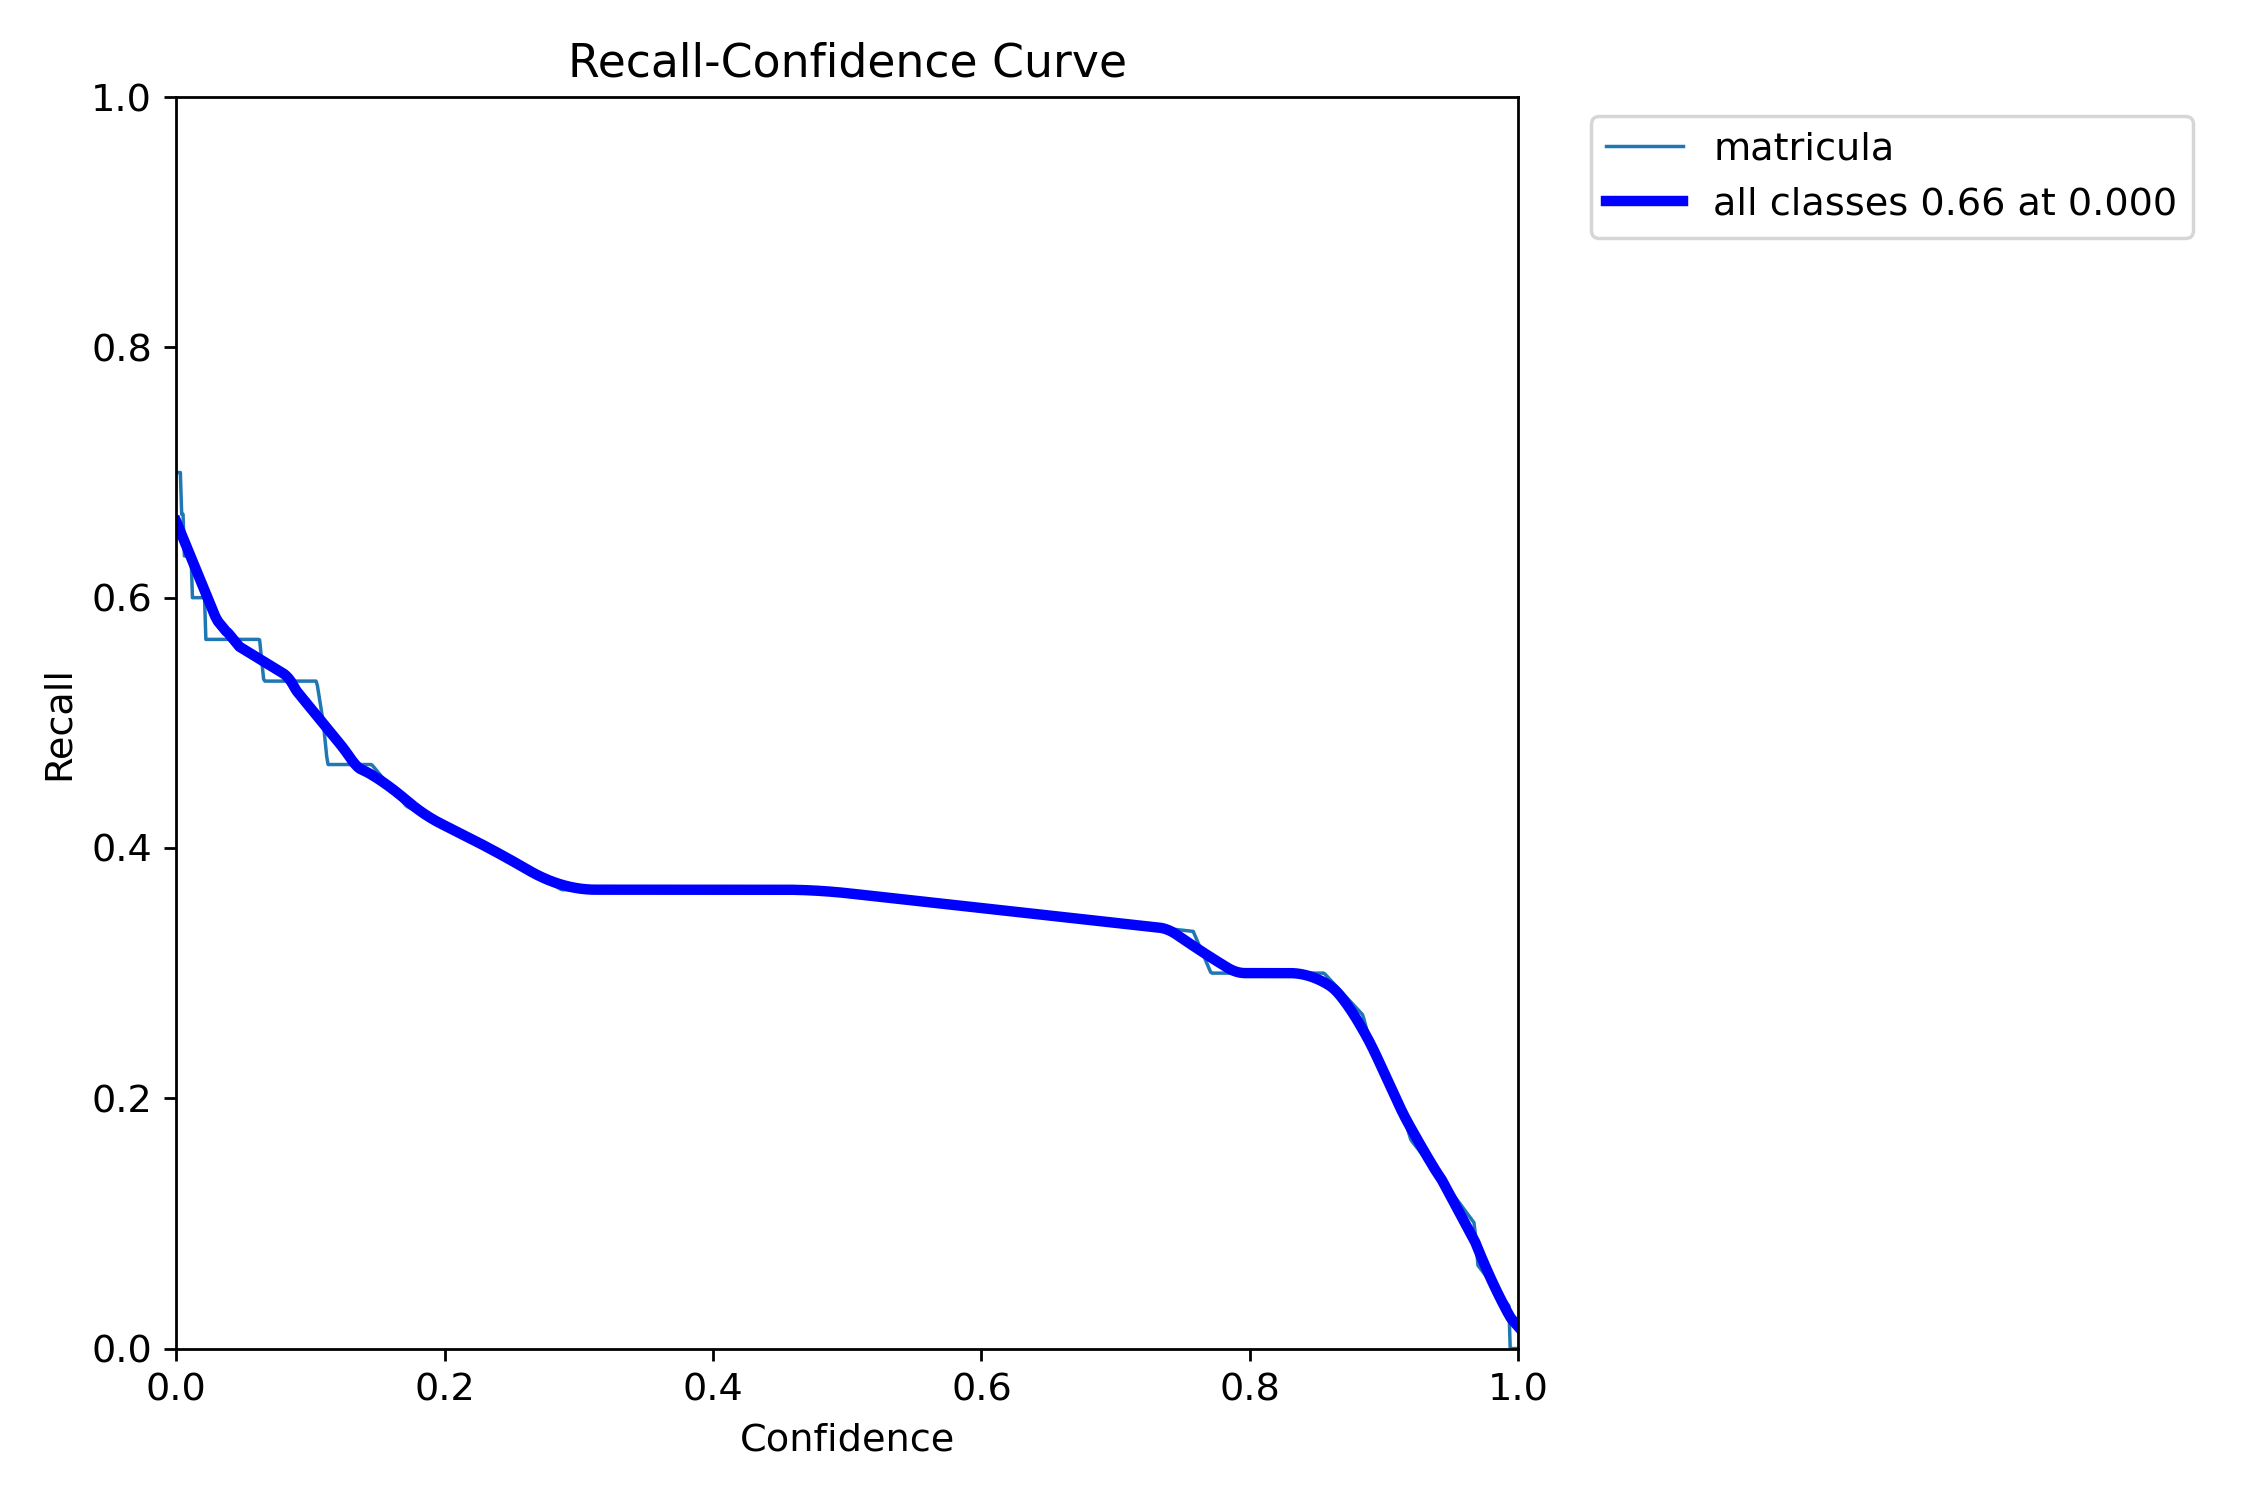 Recall-Confidence Curve
1.0
0.8
0.6
0.4
0.2
0.0
Recall
0.0 0.2 0.4 0.6 0.8 1.0
Confidence
matricula
all classes 0.66 at 0.000